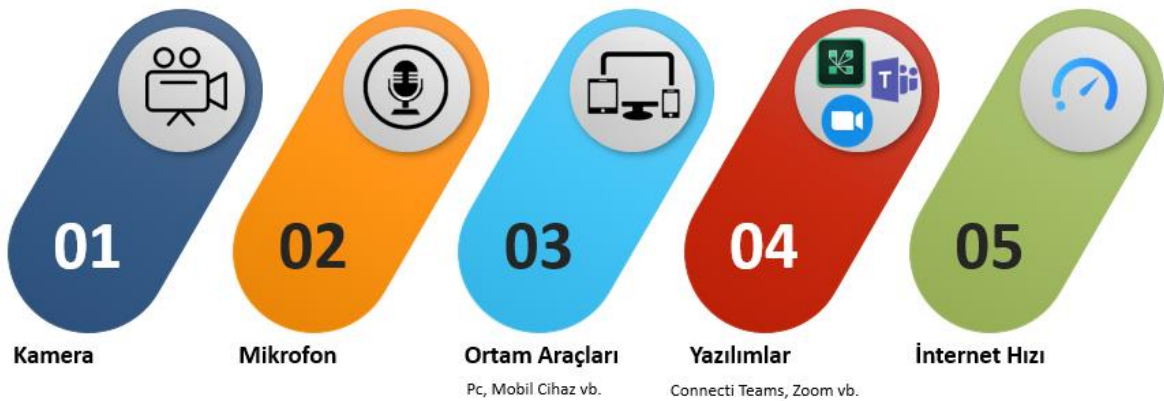 01
02
03
04
05
T
Kamera
Mikrofon
Ortam Araçları
Yazılımlar
İnternet Hızı
Pc, Mobil Cihaz vb.
Connecti Teams, Zoom vb.